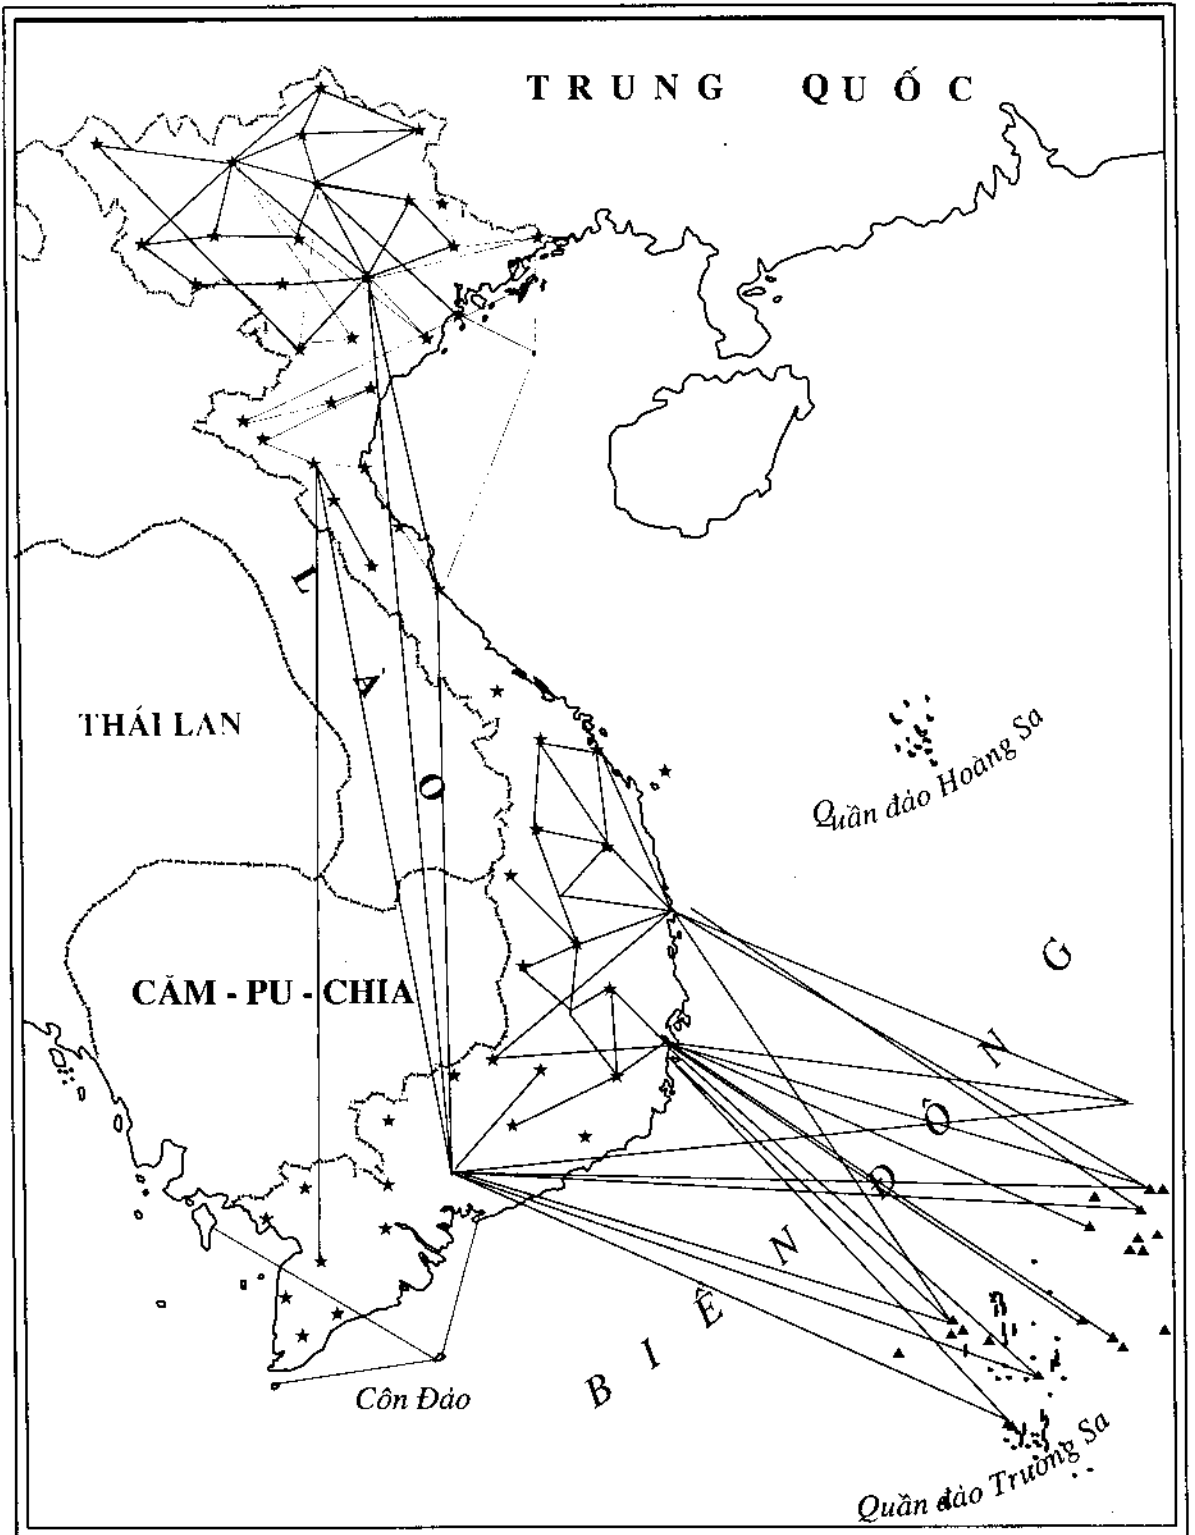 TRUNG QUỐC
THÁI LAN
LÀO
Quần đảo Hoàng Sa
CĂM - PU - CHIA
BIỂN ĐÔNG
Côn Đảo
Quần đảo Trường Sa